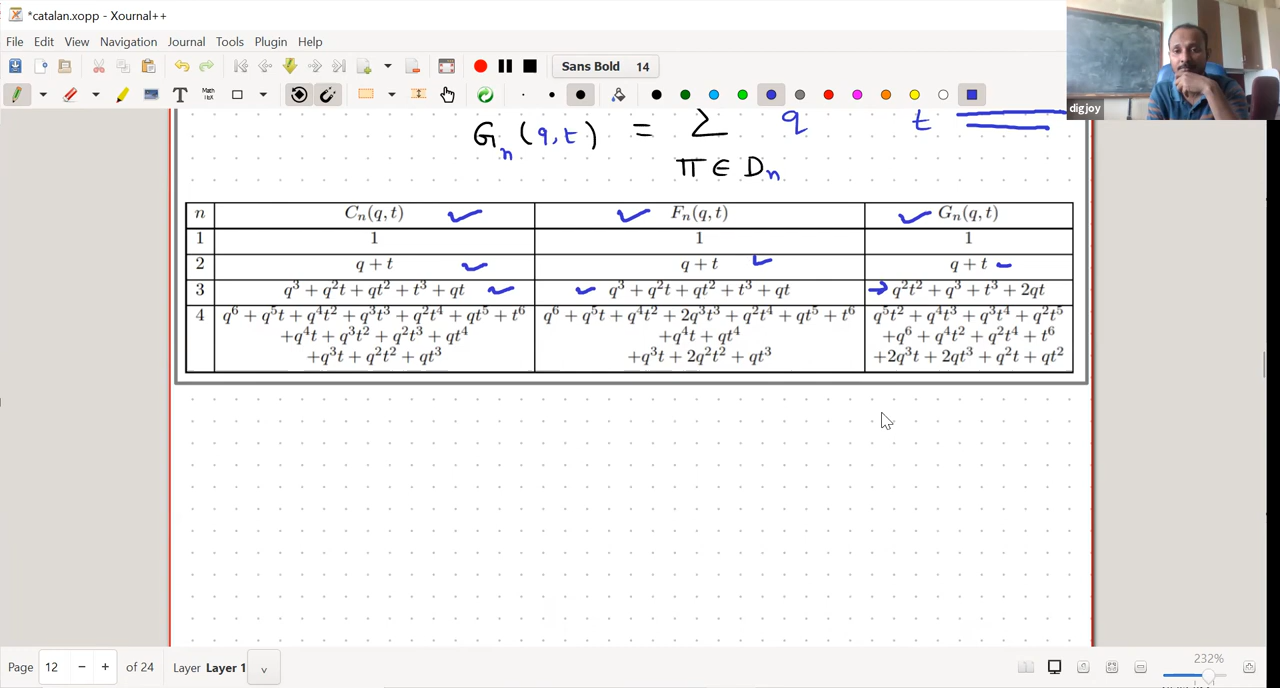 *catalan.xopp - Xournal++
File Edit View Navigation Journal Tools Plugin Help
Sans Bold 14
T Math TEX
digjoy
G_n (q,t) = Σ q t
π ∈ D_n
n C_n(q, t) ✓ ✓ F_n(q, t) ✓ G_n(q, t)
1 1 1 1
2 q + t ✓ q + t ✓ q + t
3 q^3 + q^2t + qt^2 + t^3 + qt ✓ ✓ q^3 + q^2t + qt^2 + t^3 + qt → q^2t^2 + q^3 + t^3 + 2qt
4 q^6 + q^5t + q^4t^2 + q^3t^3 + q^2t^4 + qt^5 + t^6 q^6 + q^5t + q^4t^2 + 2q^3t^3 + q^2t^4 + qt^5 + t^6 q^5t^2 + q^4t^3 + q^3t^4 + q^2t^5
+q^4t + q^3t^2 + q^2t^3 + qt^4 +q^4t + qt^4 +q^6 + q^4t^2 + q^2t^4 + t^6
+q^3t + q^2t^2 + qt^3 +q^3t + 2q^2t^2 + qt^3 +2q^3t + 2qt^3 + q^2t + qt^2
Page 12 − + of 24 Layer Layer 1 232%